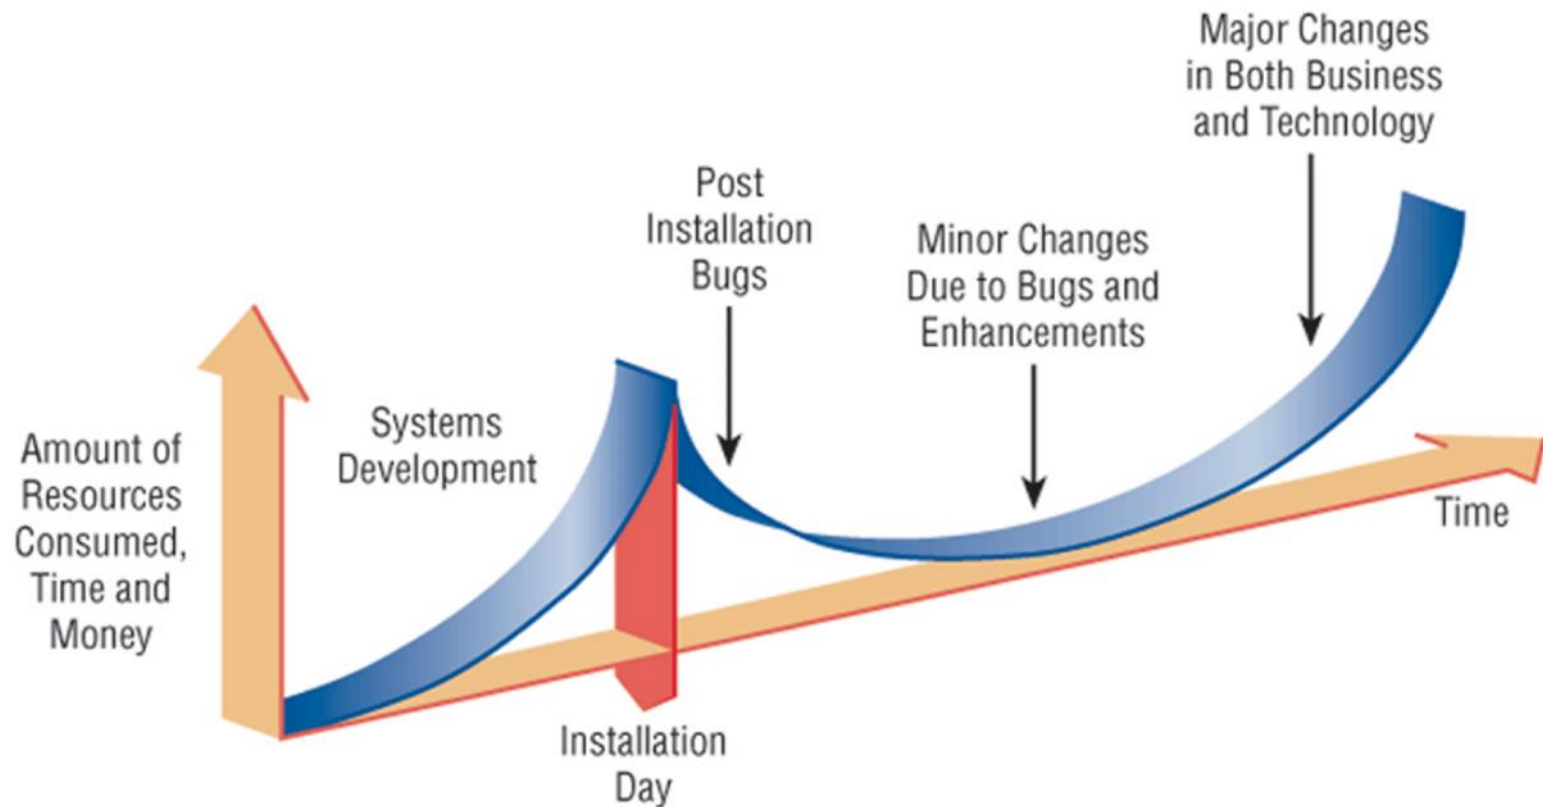 Major Changes
in Both Business
and Technology
Post
Installation
Bugs
Minor Changes
Due to Bugs and
Enhancements
Systems
Development
Amount of
Resources
Consumed,
Time and
Money
Time
Installation
Day